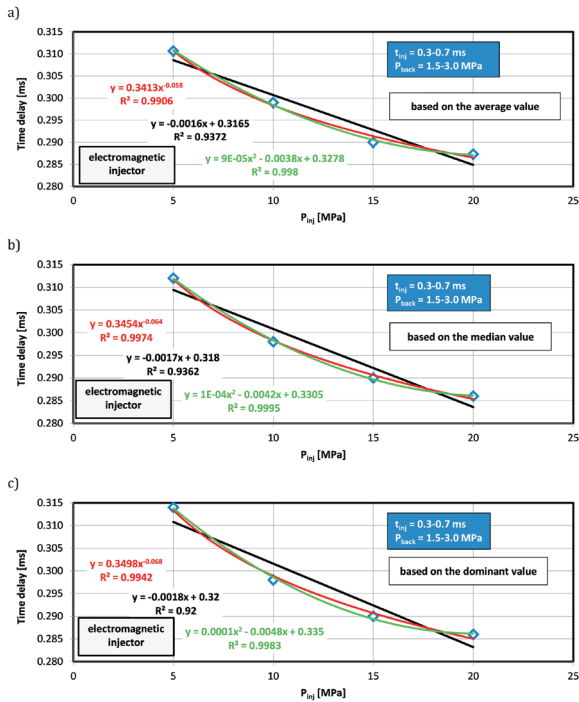 a)
0.315
0.310
0.305
0.300
0.295
0.290
0.285
0.280
Time delay [ms]
t_inj = 0.3-0.7 ms
P_back = 1.5-3.0 MPa
based on the average value
y = 0.3413x^-0.058
R² = 0.9906
y = -0.0016x + 0.3165
R² = 0.9372
y = 9E-05x² - 0.0038x + 0.3278
R² = 0.998
electromagnetic
injector
0 5 10 15 20 25
P_inj [MPa]
b)
0.315
0.310
0.305
0.300
0.295
0.290
0.285
0.280
Time delay [ms]
t_inj = 0.3-0.7 ms
P_back = 1.5-3.0 MPa
based on the median value
y = 0.3454x^-0.064
R² = 0.9974
y = -0.0017x + 0.318
R² = 0.9362
y = 1E-04x² - 0.0042x + 0.3305
R² = 0.9995
electromagnetic
injector
0 5 10 15 20 25
P_inj [MPa]
c)
0.315
0.310
0.305
0.300
0.295
0.290
0.285
0.280
Time delay [ms]
t_inj = 0.3-0.7 ms
P_back = 1.5-3.0 MPa
based on the dominant value
y = 0.3498x^-0.068
R² = 0.9942
y = -0.0018x + 0.32
R² = 0.92
y = 0.0001x² - 0.0048x + 0.335
R² = 0.9983
electromagnetic
injector
0 5 10 15 20 25
P_inj [MPa]